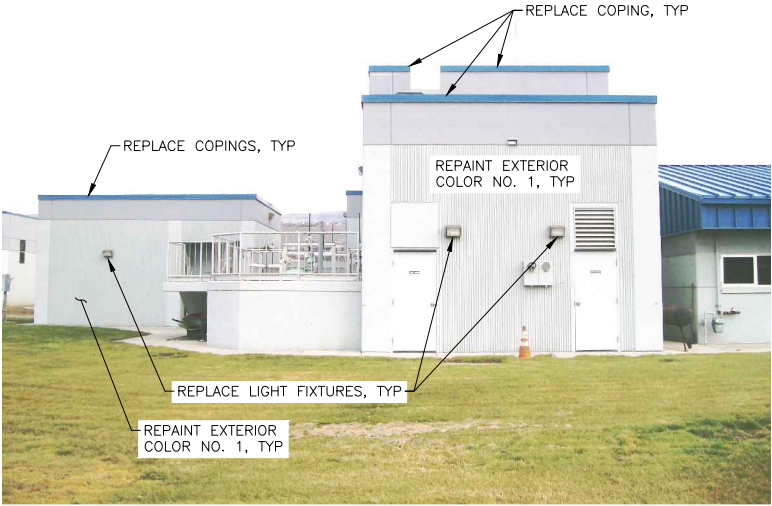 REPLACE COPING, TYP
REPLACE COPINGS, TYP
REPAINT EXTERIOR
COLOR NO. 1, TYP
REPLACE LIGHT FIXTURES, TYP
REPAINT EXTERIOR
COLOR NO. 1, TYP